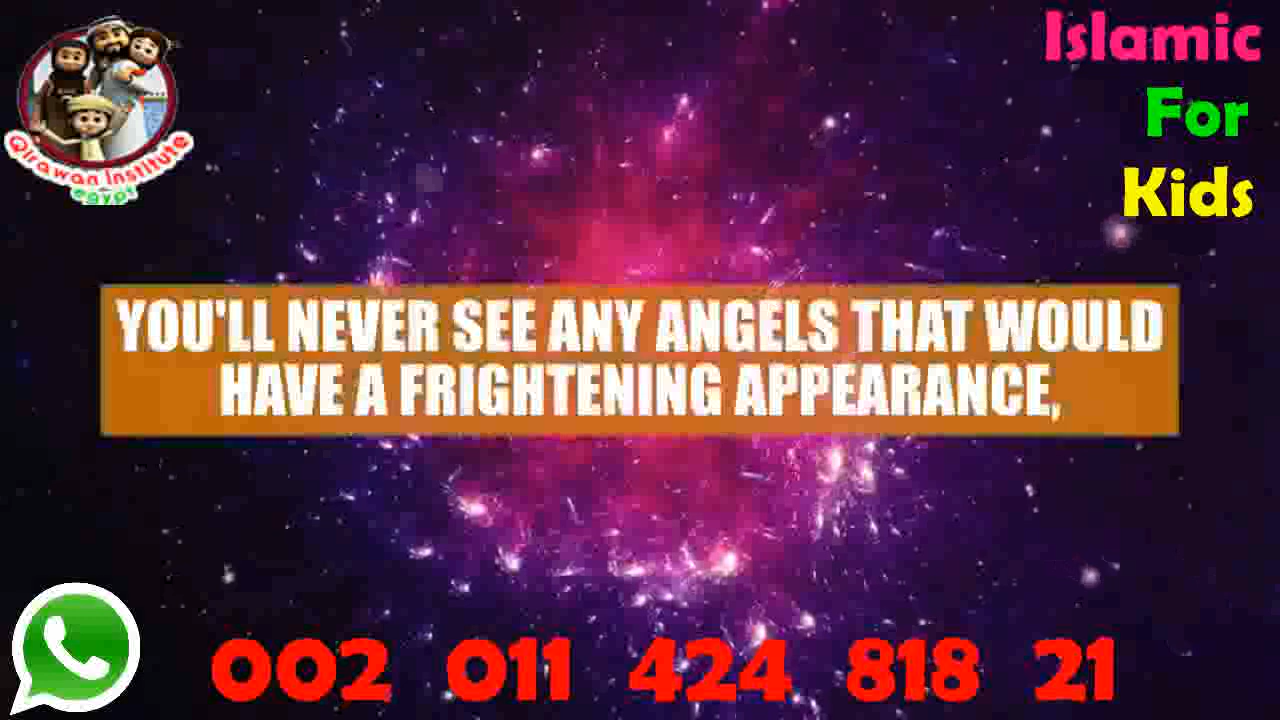 Qirawan Institute
egypt
Islamic
For
Kids
YOU'LL NEVER SEE ANY ANGELS THAT WOULD
HAVE A FRIGHTENING APPEARANCE,
002 011 424 818 21